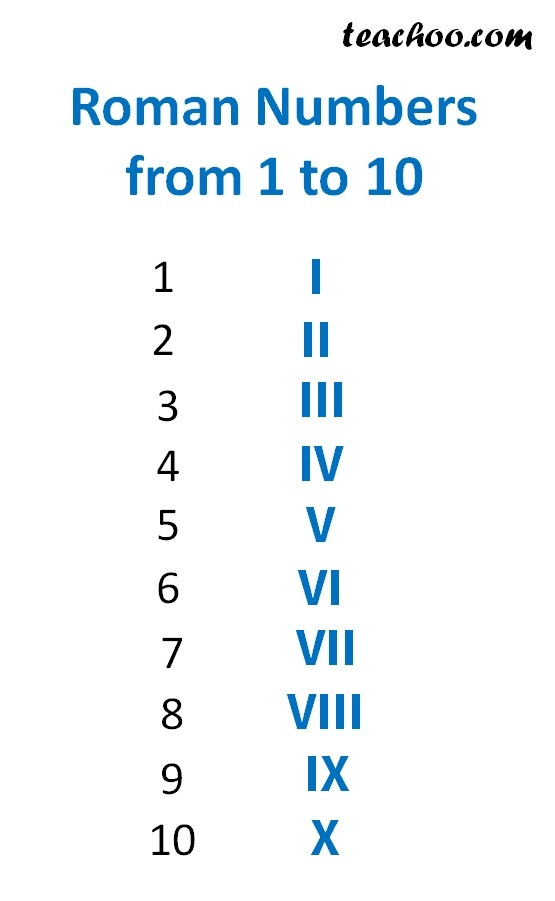 teachoo.com
Roman Numbers
from 1 to 10
1 I
2 II
3 III
4 IV
5 V
6 VI
7 VII
8 VIII
9 IX
10 X